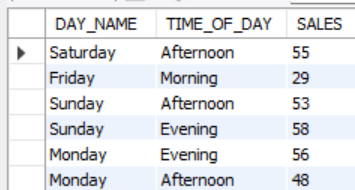 DAY_NAME TIME_OF_DAY SALES
Saturday Afternoon 55
Friday Morning 29
Sunday Afternoon 53
Sunday Evening 58
Monday Evening 56
Monday Afternoon 48